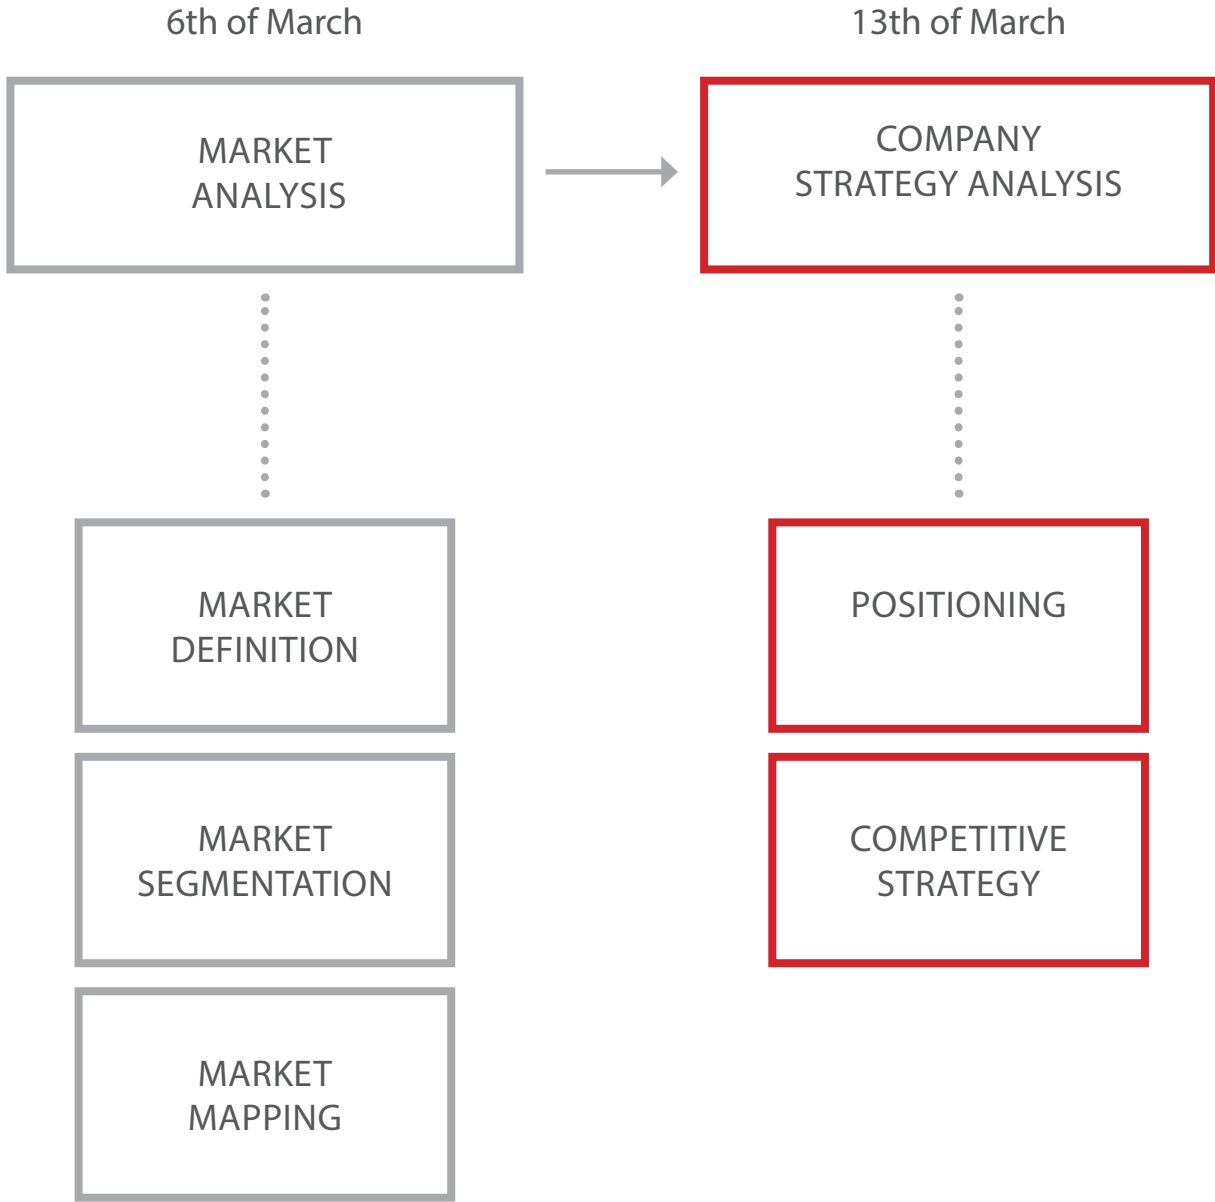 6th of March
13th of March
MARKET
ANALYSIS
COMPANY
STRATEGY ANALYSIS
MARKET
DEFINITION
POSITIONING
MARKET
SEGMENTATION
COMPETITIVE
STRATEGY
MARKET
MAPPING